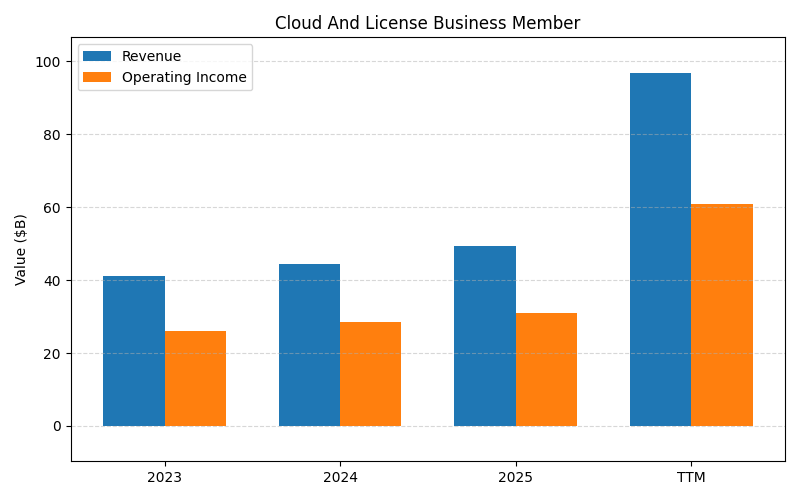 Cloud And License Business Member
Revenue
Operating Income
Value ($B)
100
80
60
40
20
0
2023
2024
2025
TTM